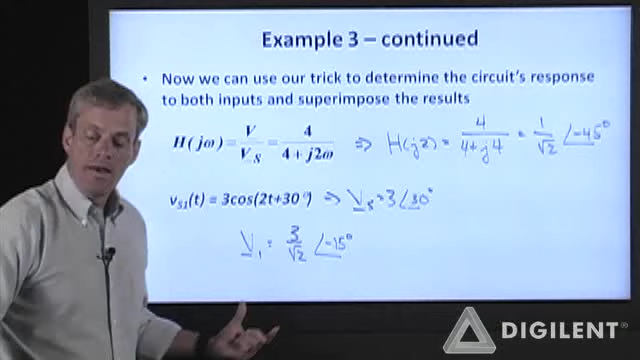 Example 3 – continued
• Now we can use our trick to determine the circuit's response
to both inputs and superimpose the results
H(jω)= V/V_S = 4/(4+j2ω) ⇒ H(j2) = 4/(4+j4) = 1/√2 ∠-45°
v_S1(t) = 3cos(2t+30°) ⇒ V_S = 3∠30°
V_1 = 3/√2 ∠-15°
DIGILENT